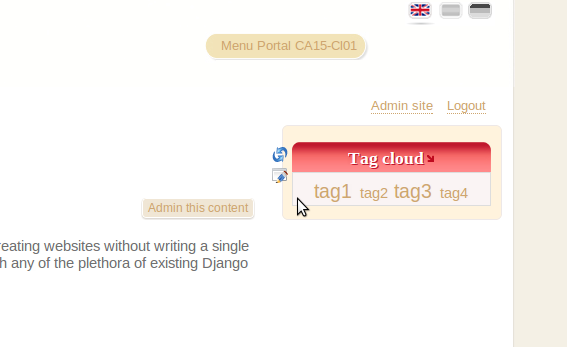 Menu Portal CA15-Cl01
Admin site Logout
Tag cloud
tag1 tag2 tag3 tag4
Admin this content
reating websites without writing a single
h any of the plethora of existing Django